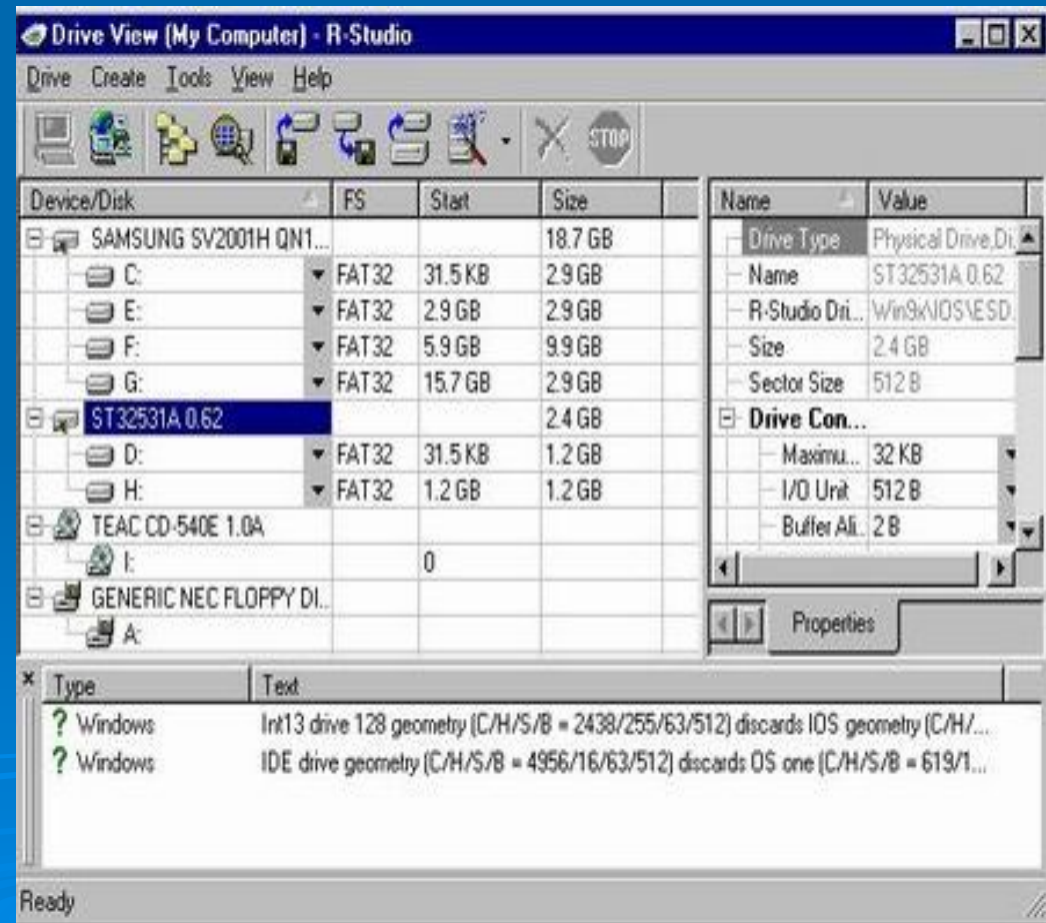 Drive View (My Computer) - R-Studio
Drive Create Tools View Help
STOP
Device/Disk FS Start Size
SAMSUNG SV2001H QN1... 18.7 GB
C: FAT32 31.5 KB 2.9 GB
E: FAT32 2.9 GB 2.9 GB
F: FAT32 5.9 GB 9.9 GB
G: FAT32 15.7 GB 2.9 GB
ST32531A 0.62 2.4 GB
D: FAT32 31.5 KB 1.2 GB
H: FAT32 1.2 GB 1.2 GB
TEAC CD-540E 1.0A
I: 0
GENERIC NEC FLOPPY DI...
A:
Name Value
Drive Type Physical Drive,Di
Name ST32531A 0.62
R-Studio Dri... Win9x\IOS\ESD.
Size 2.4 GB
Sector Size 512 B
Drive Con...
Maximu... 32 KB
I/O Unit 512 B
Buffer Ali.. 2 B
Properties
Type Text
? Windows Int13 drive 128 geometry (C/H/S/B = 2438/255/63/512) discards IOS geometry (C/H/...
? Windows IDE drive geometry (C/H/S/B = 4956/16/63/512) discards OS one (C/H/S/B = 619/1...
Ready